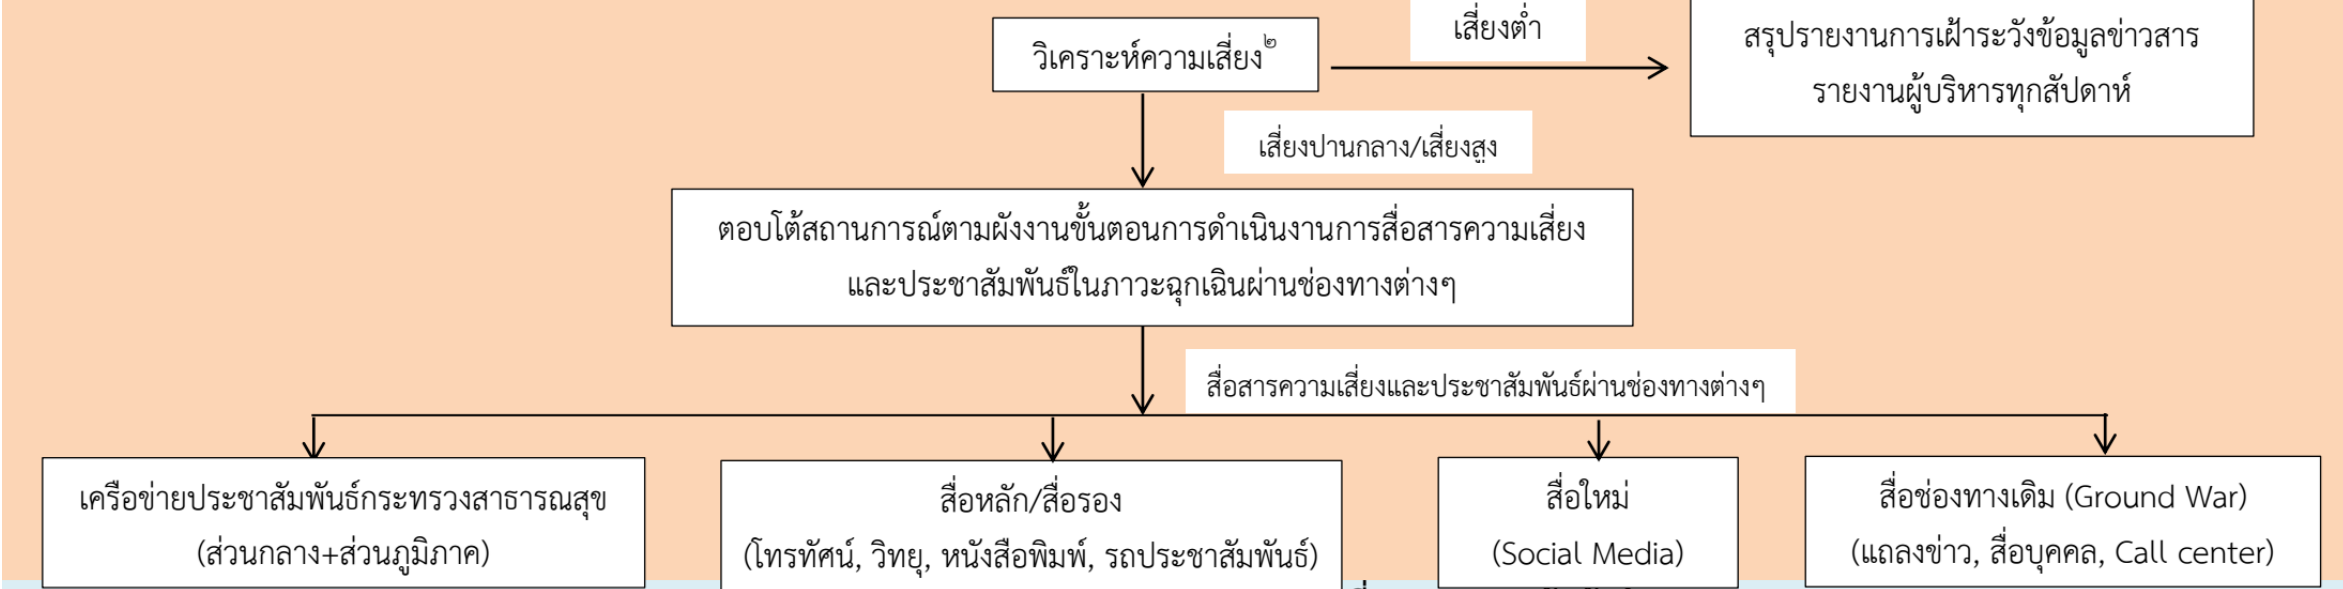 วิเคราะห์ความเสี่ยง๒
เสี่ยงต่ำ
สรุปรายงานการเฝ้าระวังข้อมูลข่าวสาร
รายงานผู้บริหารทุกสัปดาห์
เสี่ยงปานกลาง/เสี่ยงสูง
ตอบโต้สถานการณ์ตามผังงานขั้นตอนการดำเนินงานการสื่อสารความเสี่ยง
และประชาสัมพันธ์ในภาวะฉุกเฉินผ่านช่องทางต่างๆ
สื่อสารความเสี่ยงและประชาสัมพันธ์ผ่านช่องทางต่างๆ
เครือข่ายประชาสัมพันธ์กระทรวงสาธารณสุข
(ส่วนกลาง+ส่วนภูมิภาค)
สื่อหลัก/สื่อรอง
(โทรทัศน์, วิทยุ, หนังสือพิมพ์, รถประชาสัมพันธ์)
สื่อใหม่
(Social Media)
สื่อช่องทางเดิม (Ground War)
(แถลงข่าว, สื่อบุคคล, Call center)